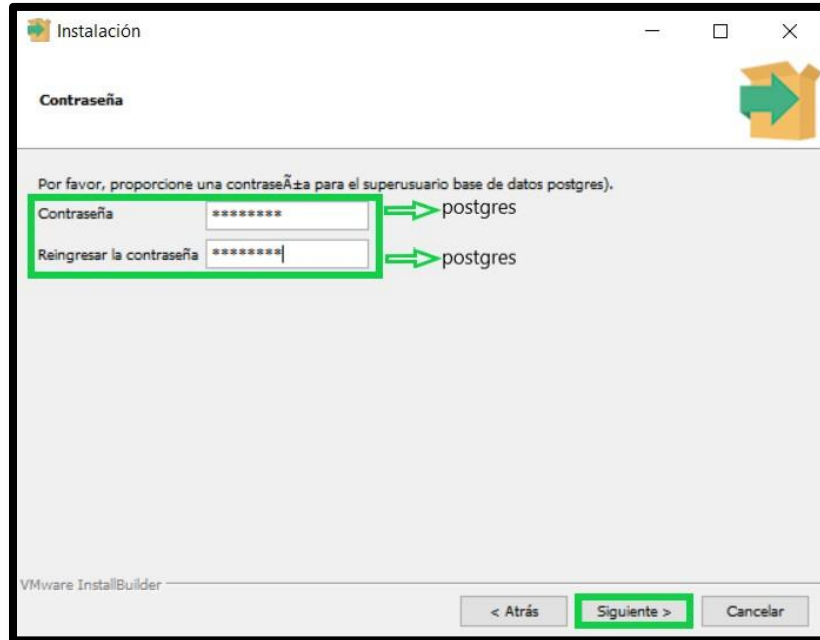 Instalación
Contraseña
Por favor, proporcione una contraseÃ±a para el superusuario base de datos postgres).
Contraseña ******** postgres
Reingresar la contraseña ******** postgres
VMware InstallBuilder
< Atrás Siguiente > Cancelar